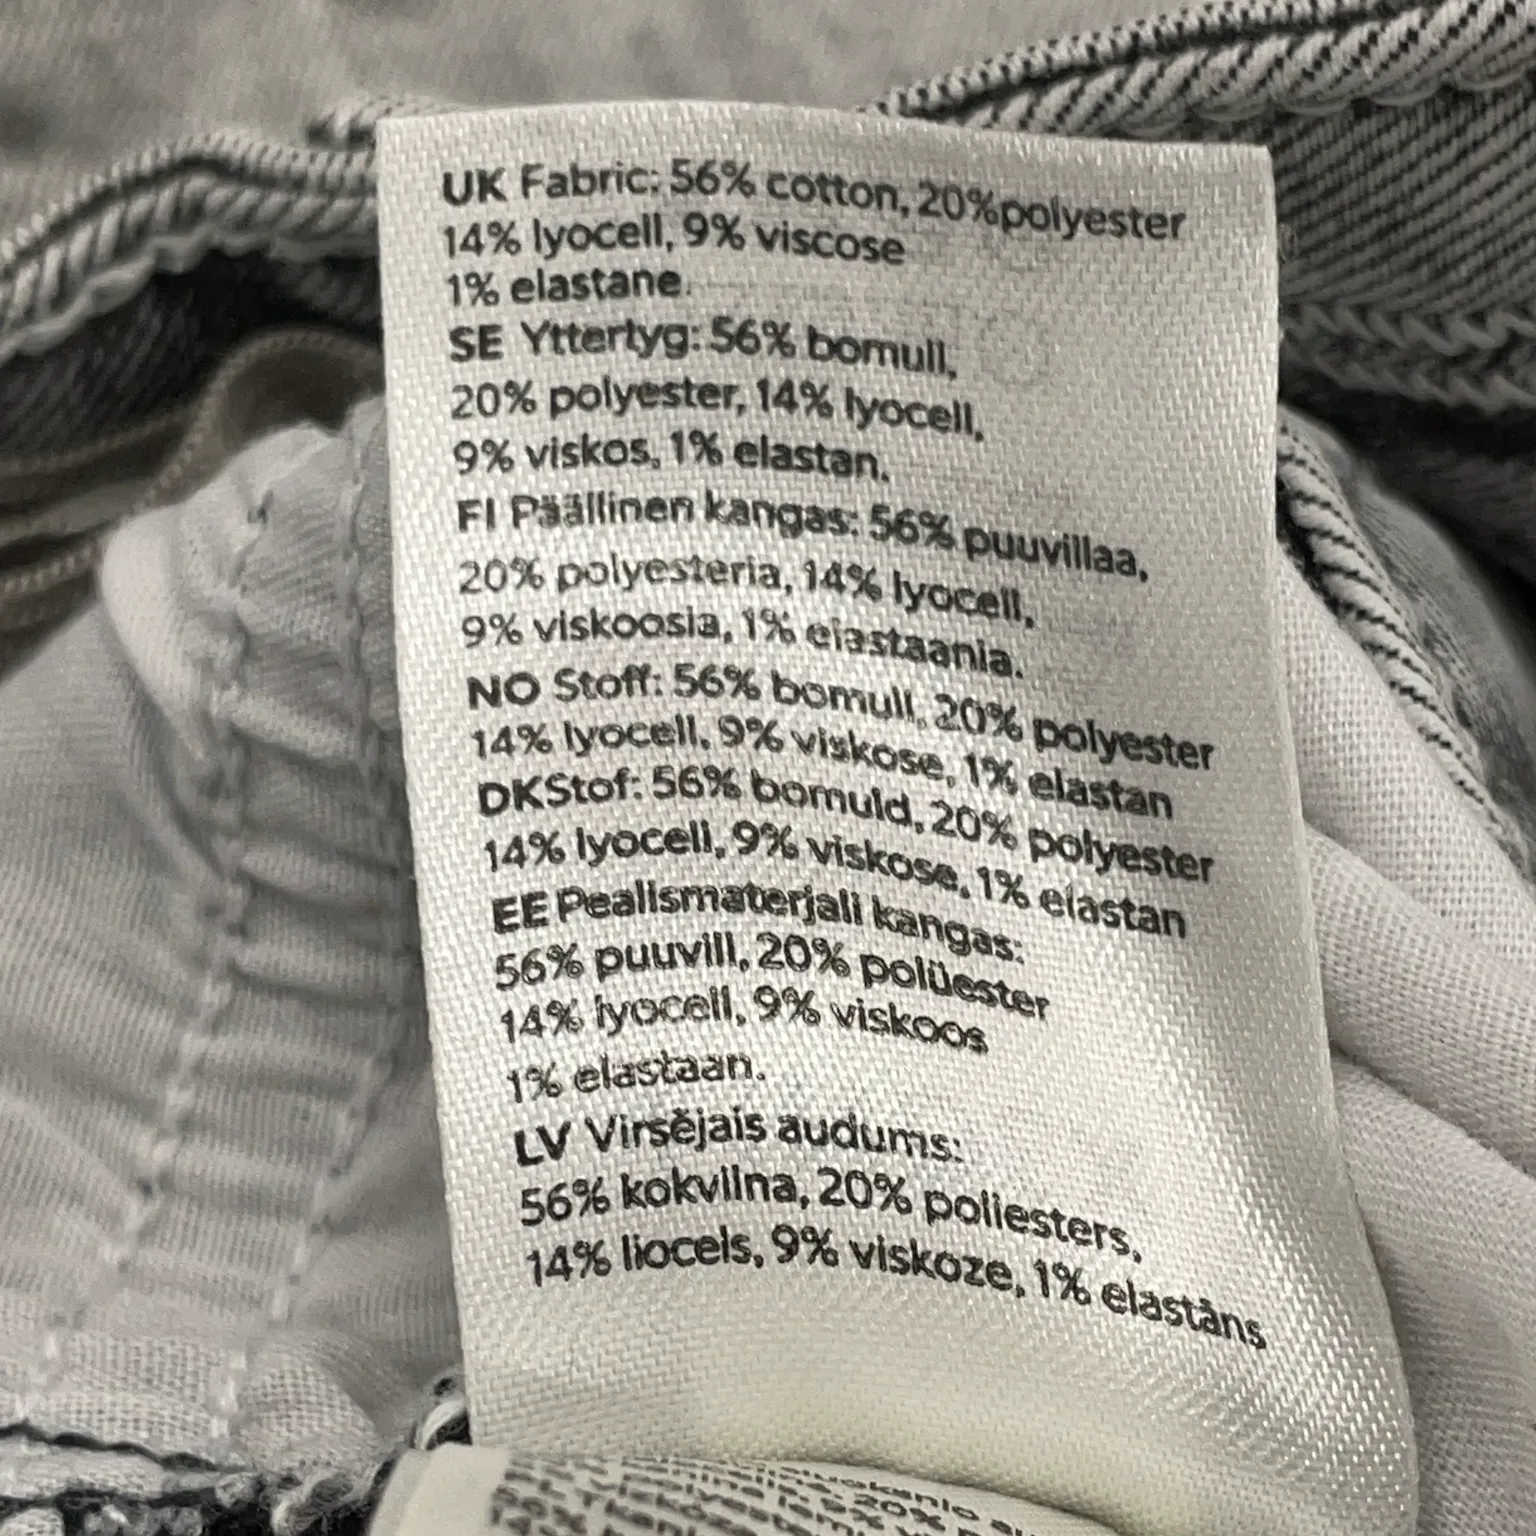 UK Fabric: 56% cotton, 20%polyester
14% lyocell, 9% viscose
1% elastane.
SE Yttertyg: 56% bomull,
20% polyester, 14% lyocell,
9% viskos, 1% elastan.
FI Päällinen kangas: 56% puuvillaa,
20% polyesteria, 14% lyocell,
9% viskoosia, 1% elastaania.
NO Stoff: 56% bomull, 20% polyester
14% lyocell, 9% viskose, 1% elastan
DKStof: 56% bomuld, 20% polyester
14% lyocell, 9% viskose, 1% elastan
EE Pealismaterjali kangas:
56% puuvill, 20% polüester
14% lyocell, 9% viskoos
1% elastaan.
LV Virsējais audums:
56% kokvilna, 20% poliesters,
14% liocels, 9% viskoze, 1% elastāns